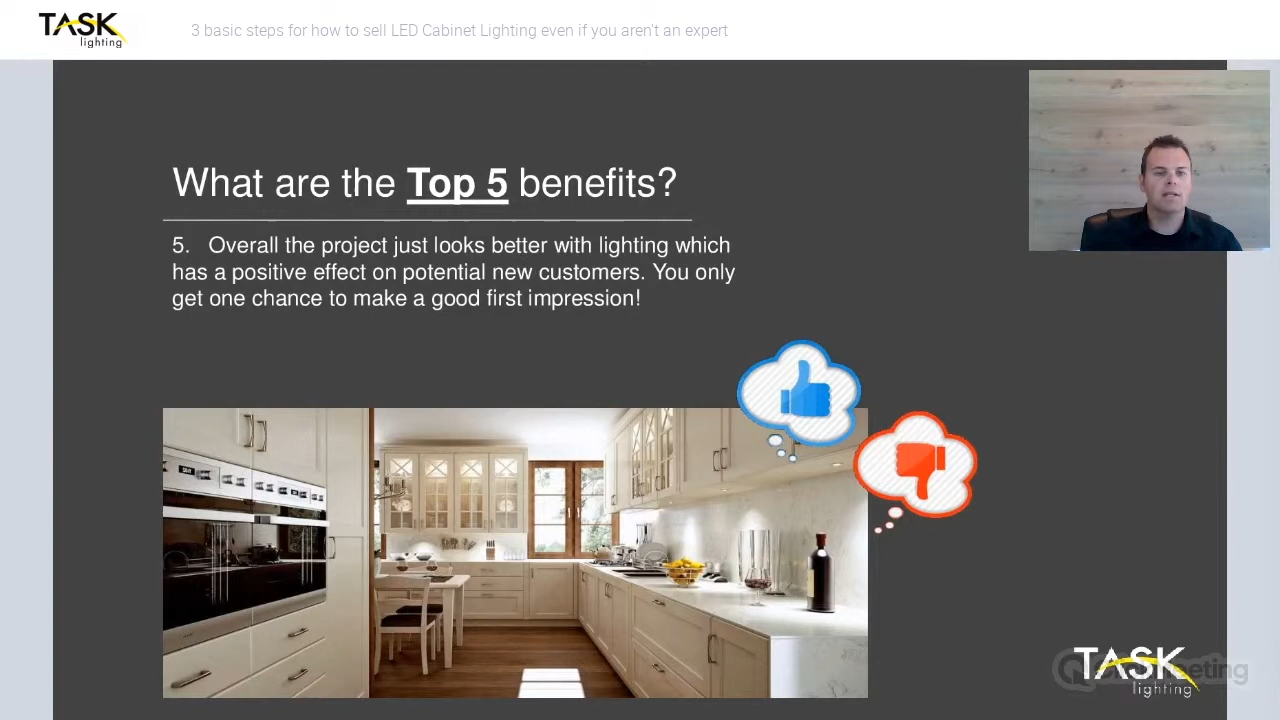 TASK
lighting
3 basic steps for how to sell LED Cabinet Lighting even if you aren't an expert
What are the Top 5 benefits?
5. Overall the project just looks better with lighting which
has a positive effect on potential new customers. You only
get one chance to make a good first impression!
TASK
lighting